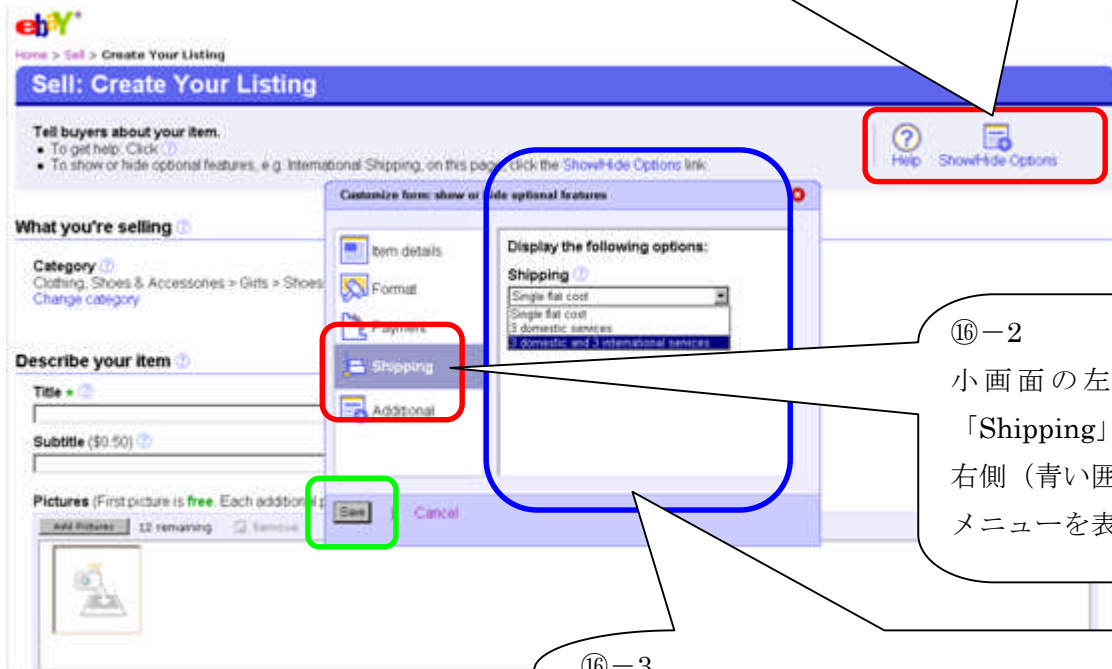 ebY
Home > Sell > Create Your Listing
Sell: Create Your Listing
Tell buyers about your item.
• To get help. Click ?
• To show or hide optional features, e.g. International Shipping, on this page, click the Show/Hide Options link.
? Help Show/Hide Options
Customize form: show or hide optional features
What you're selling ?
Category ?
Clothing, Shoes & Accessories > Girls > Shoes
Change category
Item details
Format
Payment
Shipping
Additional
Display the following options:
Shipping ?
Single flat cost
Single flat cost
3 domestic services
3 domestic and 3 international services
Save | Cancel
Describe your item ?
Title * ?
Subtitle ($0.50) ?
Pictures (First picture is free. Each additional p
Add Pictures 12 remaining Remove
⑯－2
小画面の左
「Shipping」
右側（青い囲
メニューを表
⑯－3